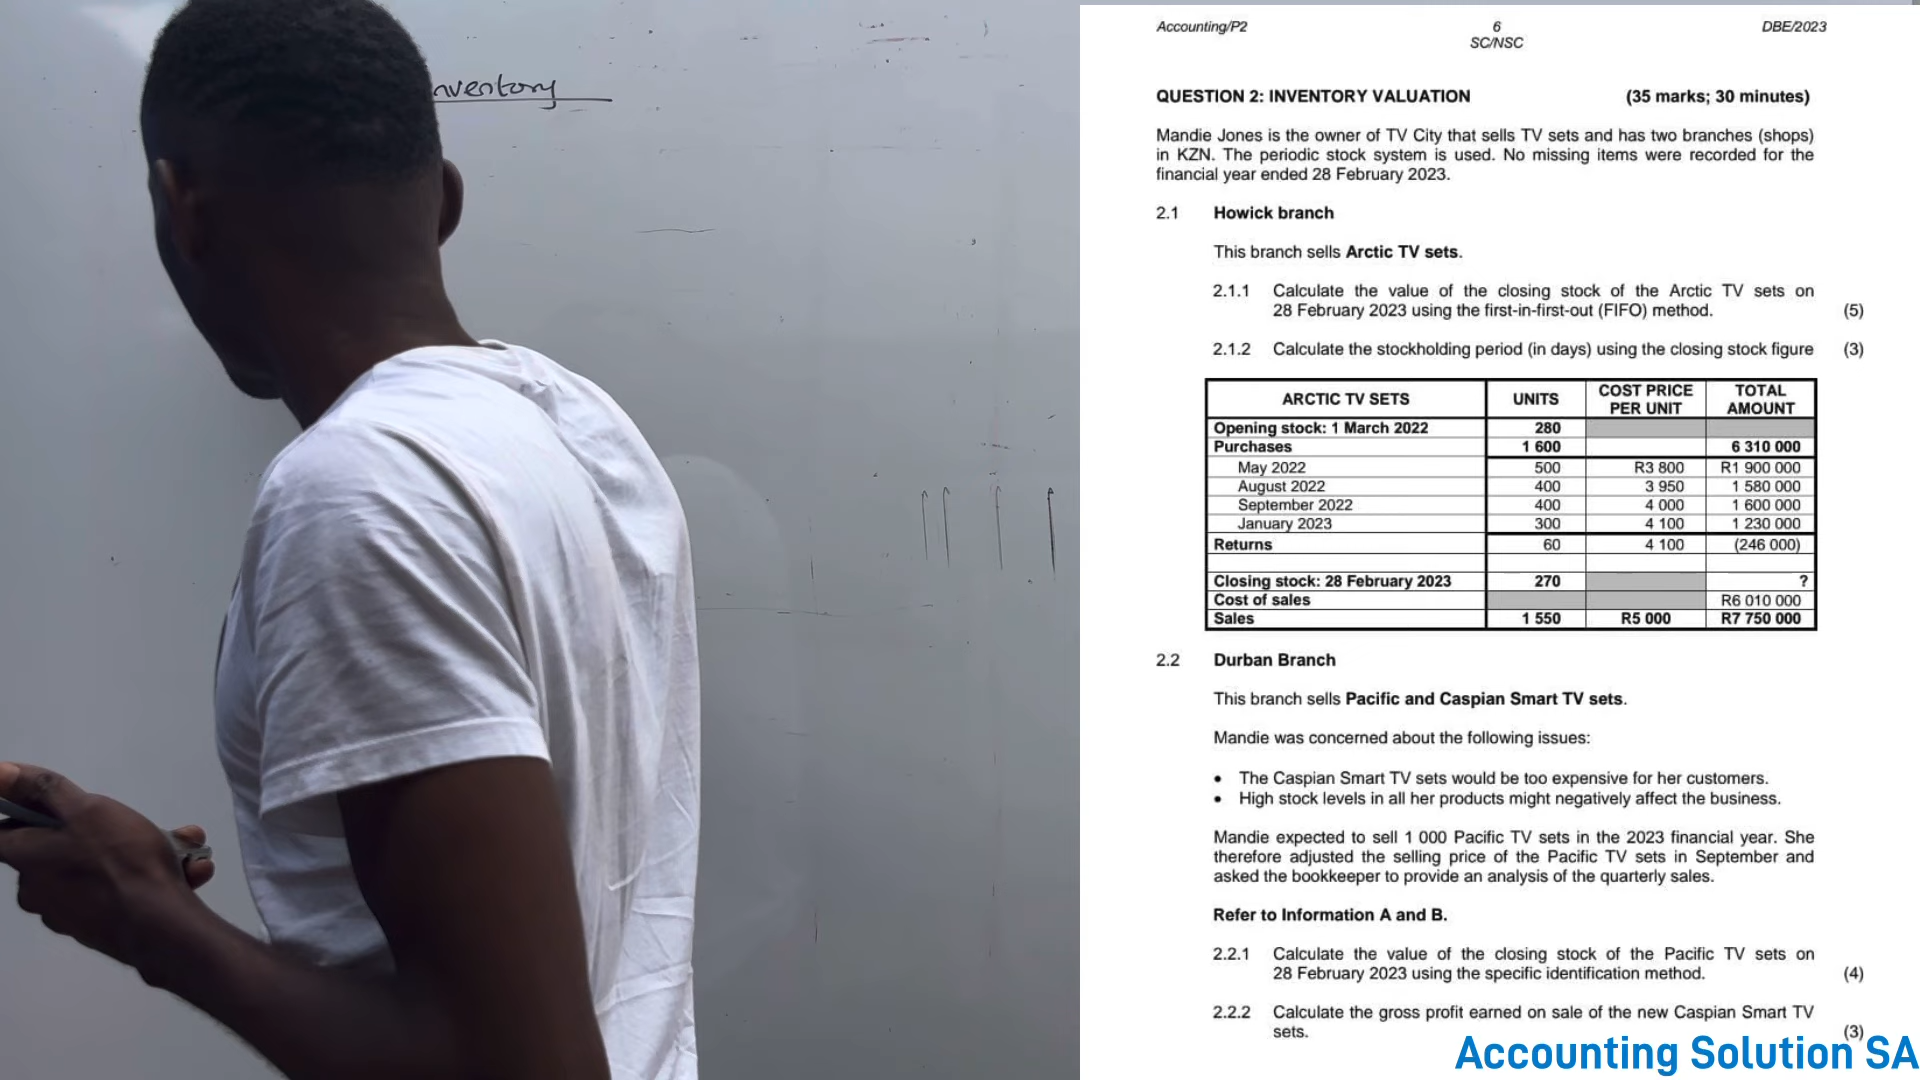 nventory
Accounting/P2 6 DBE/2023
SC/NSC
QUESTION 2: INVENTORY VALUATION (35 marks; 30 minutes)
Mandie Jones is the owner of TV City that sells TV sets and has two branches (shops)
in KZN. The periodic stock system is used. No missing items were recorded for the
financial year ended 28 February 2023.
2.1 Howick branch
This branch sells Arctic TV sets.
2.1.1 Calculate the value of the closing stock of the Arctic TV sets on
28 February 2023 using the first-in-first-out (FIFO) method. (5)
2.1.2 Calculate the stockholding period (in days) using the closing stock figure (3)
ARCTIC TV SETS UNITS COST PRICE PER UNIT TOTAL AMOUNT
Opening stock: 1 March 2022 280
Purchases 1 600 6 310 000
May 2022 500 R3 800 R1 900 000
August 2022 400 3 950 1 580 000
September 2022 400 4 000 1 600 000
January 2023 300 4 100 1 230 000
Returns 60 4 100 (246 000)
Closing stock: 28 February 2023 270 ?
Cost of sales R6 010 000
Sales 1 550 R5 000 R7 750 000
2.2 Durban Branch
This branch sells Pacific and Caspian Smart TV sets.
Mandie was concerned about the following issues:
• The Caspian Smart TV sets would be too expensive for her customers.
• High stock levels in all her products might negatively affect the business.
Mandie expected to sell 1 000 Pacific TV sets in the 2023 financial year. She
therefore adjusted the selling price of the Pacific TV sets in September and
asked the bookkeeper to provide an analysis of the quarterly sales.
Refer to Information A and B.
2.2.1 Calculate the value of the closing stock of the Pacific TV sets on
28 February 2023 using the specific identification method. (4)
2.2.2 Calculate the gross profit earned on sale of the new Caspian Smart TV
sets. (3)
Accounting Solution SA